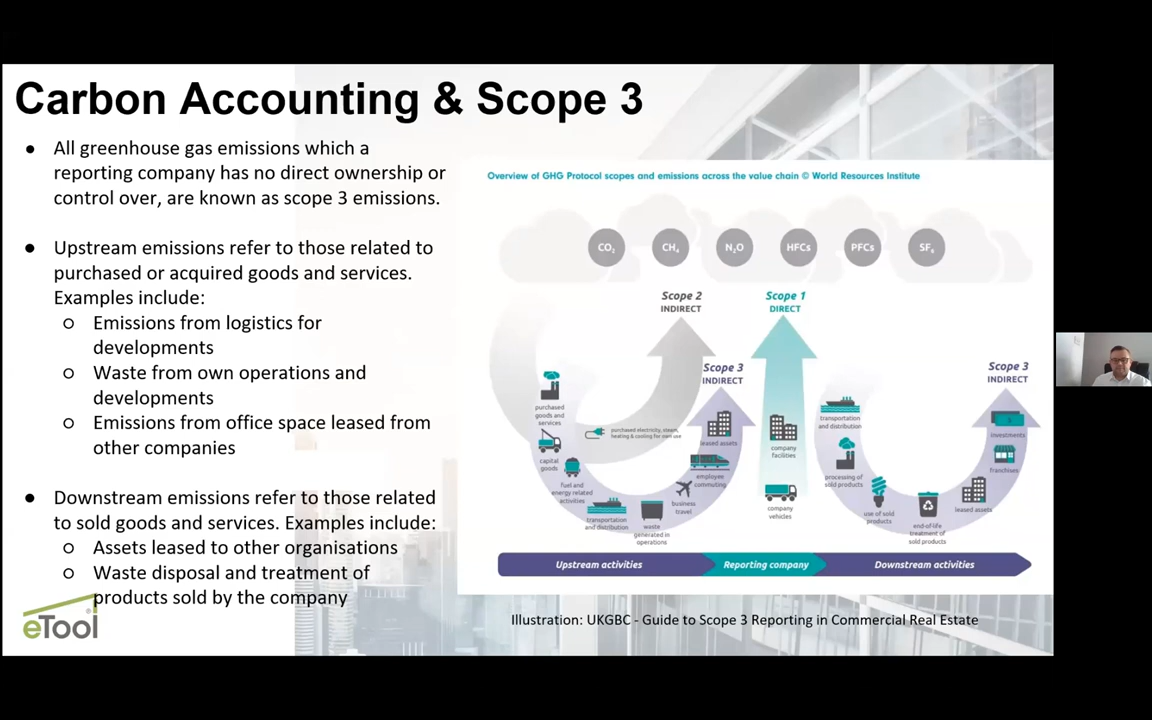 Carbon Accounting & Scope 3
● All greenhouse gas emissions which a
reporting company has no direct ownership or
control over, are known as scope 3 emissions.
● Upstream emissions refer to those related to
purchased or acquired goods and services.
Examples include:
○ Emissions from logistics for
developments
○ Waste from own operations and
developments
○ Emissions from office space leased from
other companies
● Downstream emissions refer to those related
to sold goods and services. Examples include:
○ Assets leased to other organisations
○ Waste disposal and treatment of
products sold by the company
eTool
Overview of GHG Protocol scopes and emissions across the value chain © World Resources Institute
CO₂ CH₄ N₂O HFCs PFCs SF₆
Scope 2
INDIRECT
Scope 1
DIRECT
Scope 3
INDIRECT
Scope 3
INDIRECT
purchased
goods and
services
capital
goods
fuel and
energy related
activities
transportation
and distribution
waste
generated in
operations
business
travel
employee
commuting
leased assets
purchased electricity, steam,
heating & cooling for own use
company
facilities
company
vehicles
transportation
and distribution
processing of
sold products
use of sold
products
end-of-life
treatment of
sold products
leased assets
franchises
investments
Upstream activities
Reporting company
Downstream activities
Illustration: UKGBC - Guide to Scope 3 Reporting in Commercial Real Estate